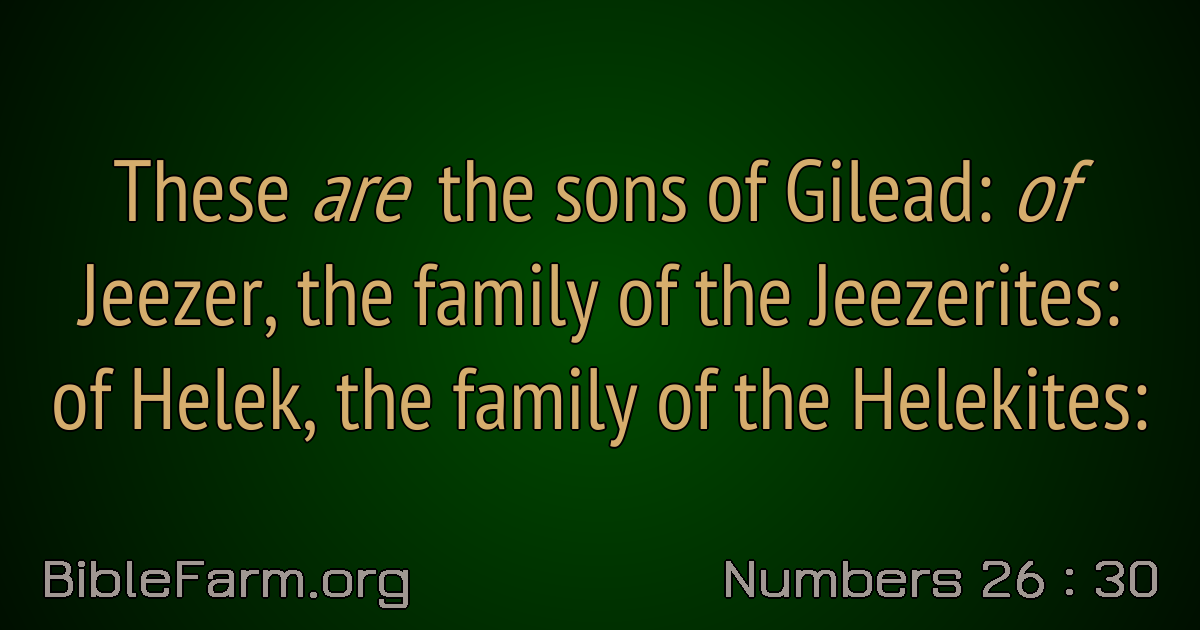 These are the sons of Gilead: of
Jeezer, the family of the Jeezerites:
of Helek, the family of the Helekites:
BibleFarm.org
Numbers 26 : 30